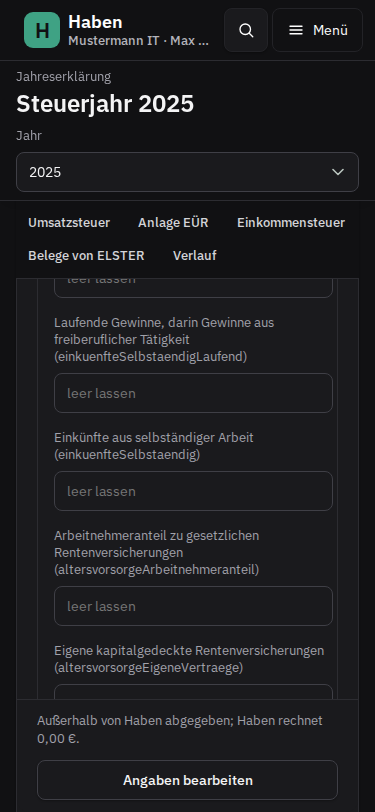 H
Haben
Mustermann IT · Max ...
Menü
Jahreserklärung
Steuerjahr 2025
Jahr
2025
Umsatzsteuer Anlage EÜR Einkommensteuer
Belege von ELSTER Verlauf
leer lassen
Laufende Gewinne, darin Gewinne aus
freiberuflicher Tätigkeit
(einkuenfteSelbstaendigLaufend)
leer lassen
Einkünfte aus selbständiger Arbeit
(einkuenfteSelbstaendig)
leer lassen
Arbeitnehmeranteil zu gesetzlichen
Rentenversicherungen
(altersvorsorgeArbeitnehmeranteil)
leer lassen
Eigene kapitalgedeckte Rentenversicherungen
(altersvorsorgeEigeneVertraege)
Außerhalb von Haben abgegeben; Haben rechnet
0,00 €.
Angaben bearbeiten